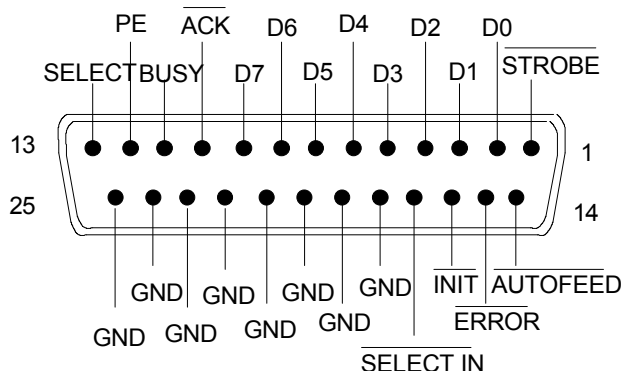 PE ACK D6 D4 D2 D0
SELECT BUSY D7 D5 D3 D1 STROBE
13 1
25 14
GND GND GND GND INIT AUTOFEED
GND GND GND GND ERROR
SELECT IN